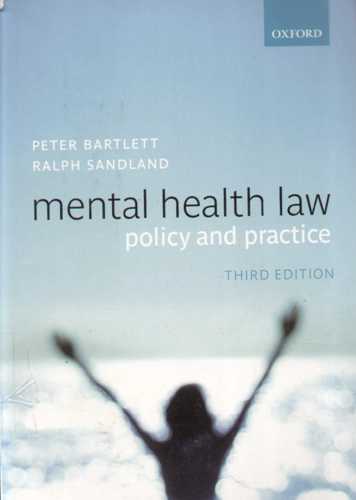 OXFORD
PETER BARTLETT
RALPH SANDLAND
mental health law
policy and practice
THIRD EDITION